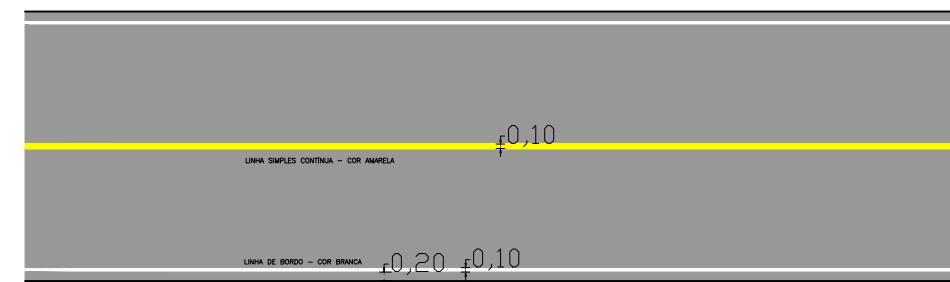 0,10
LINHA SIMPLES CONTÍNUA - COR AMARELA
LINHA DE BORDO - COR BRANCA 0,20 0,10